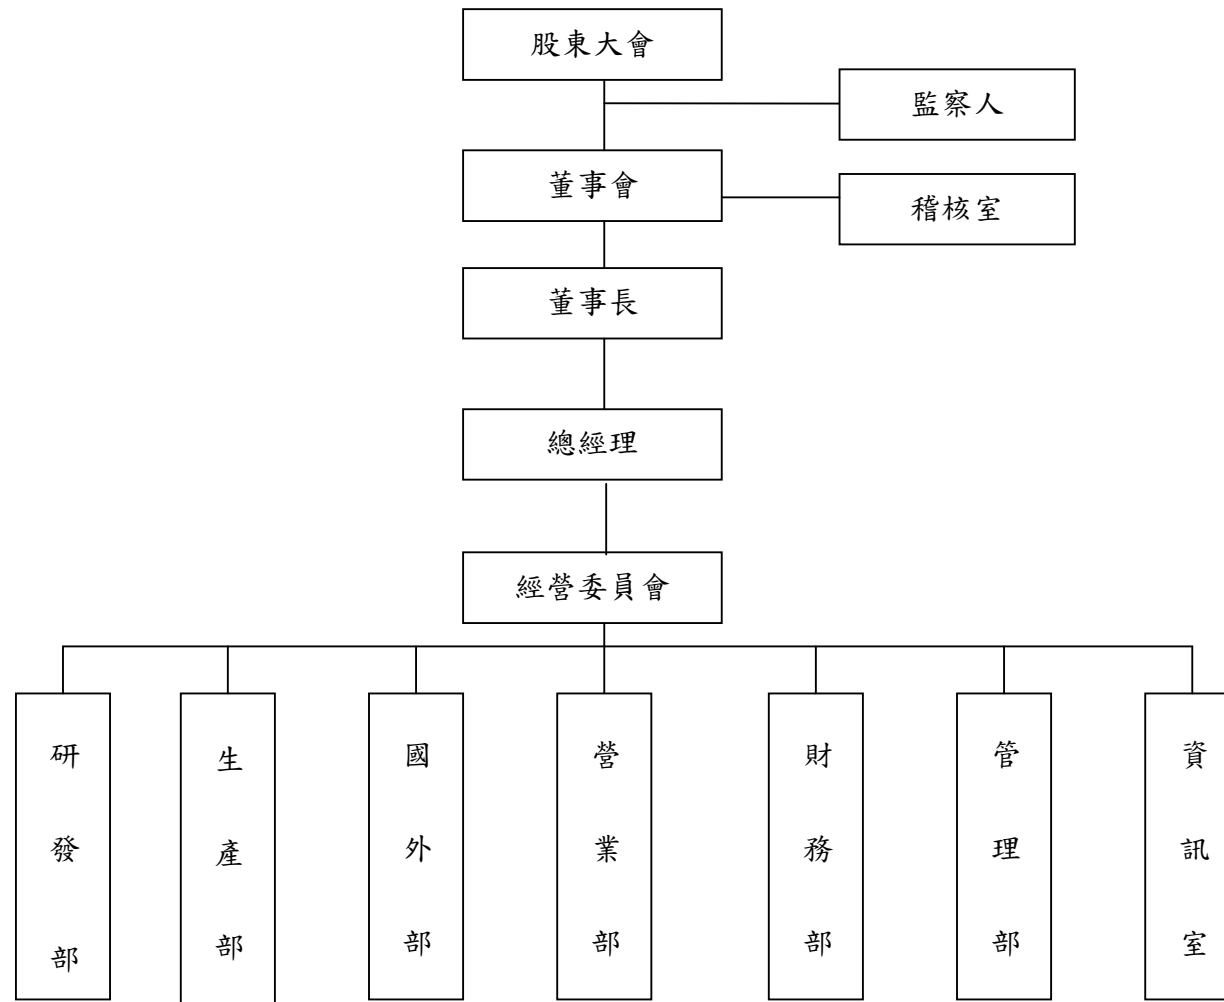 股東大會
監察人
董事會
稽核室
董事長
總經理
經營委員會
研發部
生產部
國外部
營業部
財務部
管理部
資訊室